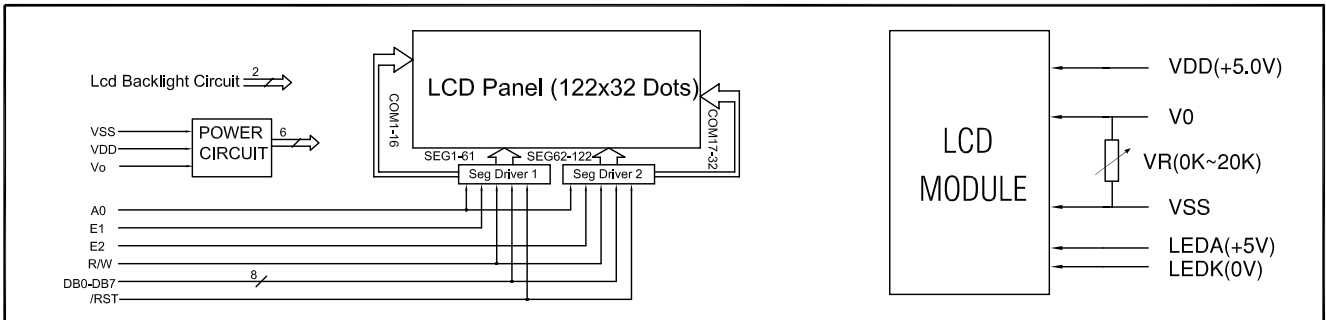 Lcd Backlight Circuit 2
VSS
VDD
Vo
POWER
CIRCUIT
6
COM1-16
LCD Panel (122x32 Dots)
COM17-32
SEG1-61
SEG62-122
Seg Driver 1
Seg Driver 2
A0
E1
E2
R/W
DB0-DB7
8
/RST
LCD
MODULE
VDD(+5.0V)
V0
VR(0K~20K)
VSS
LEDA(+5V)
LEDK(0V)